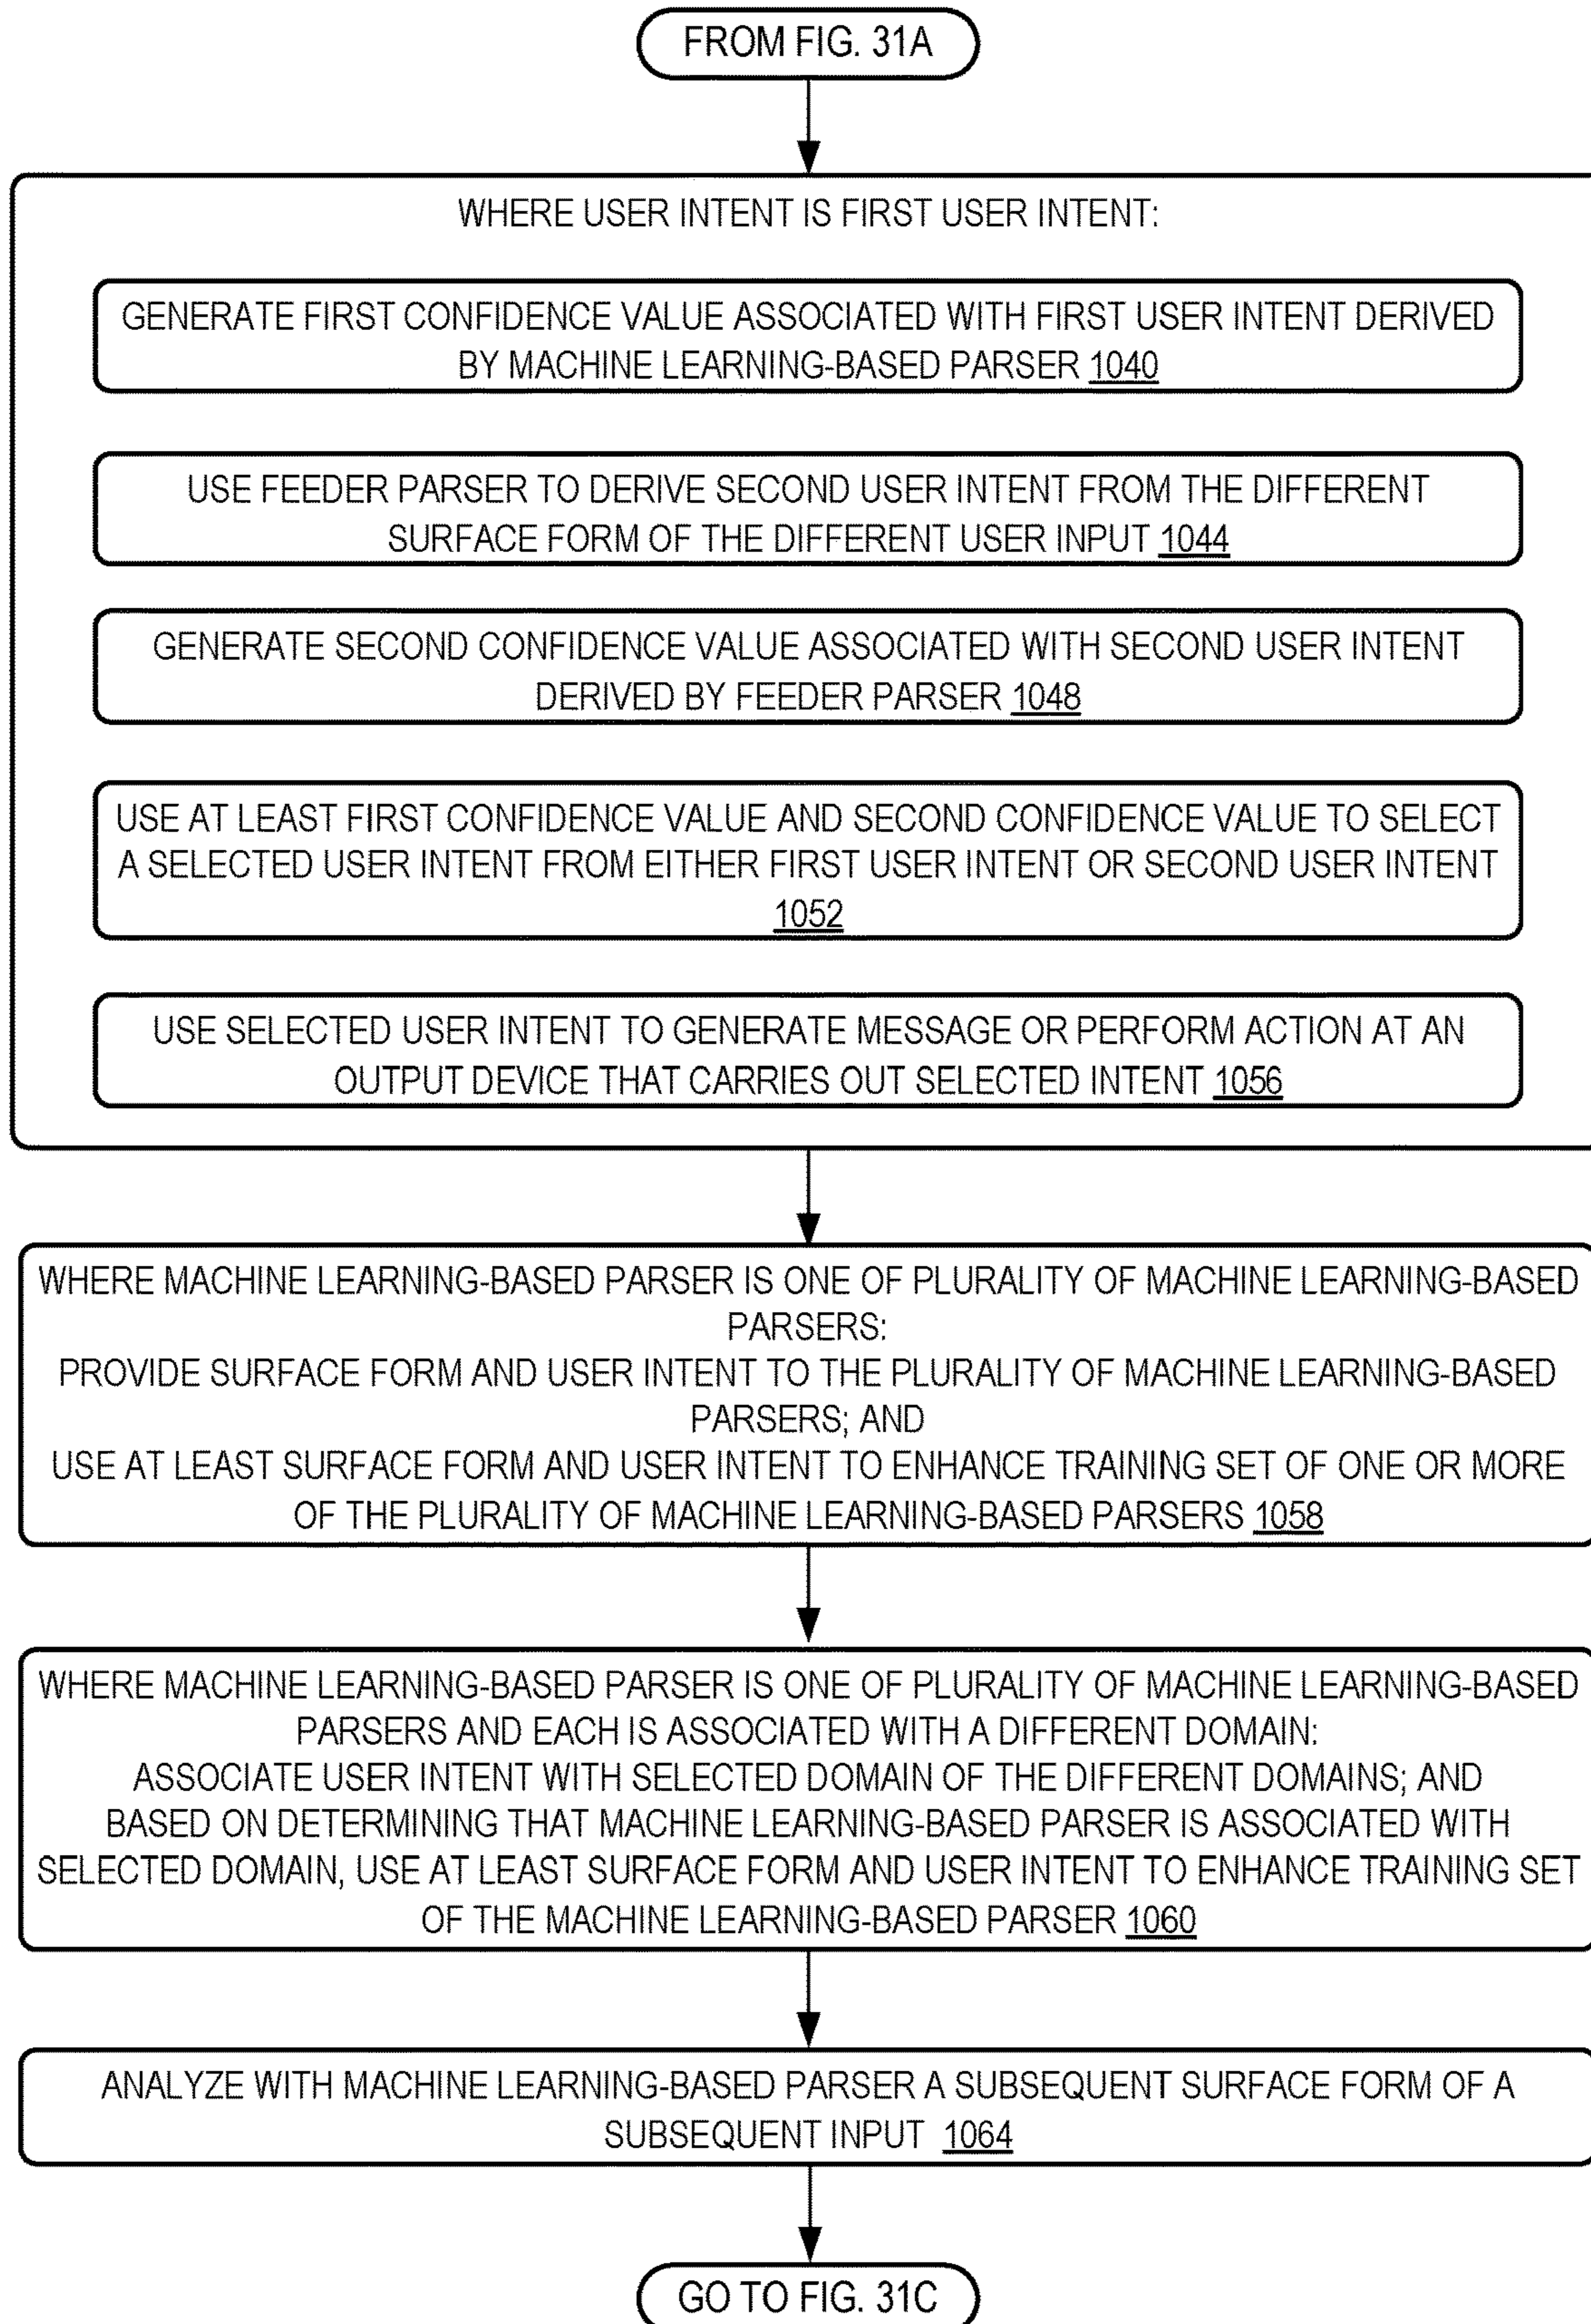 FROM FIG. 31A
WHERE USER INTENT IS FIRST USER INTENT:
GENERATE FIRST CONFIDENCE VALUE ASSOCIATED WITH FIRST USER INTENT DERIVED
BY MACHINE LEARNING-BASED PARSER 1040
USE FEEDER PARSER TO DERIVE SECOND USER INTENT FROM THE DIFFERENT
SURFACE FORM OF THE DIFFERENT USER INPUT 1044
GENERATE SECOND CONFIDENCE VALUE ASSOCIATED WITH SECOND USER INTENT
DERIVED BY FEEDER PARSER 1048
USE AT LEAST FIRST CONFIDENCE VALUE AND SECOND CONFIDENCE VALUE TO SELECT
A SELECTED USER INTENT FROM EITHER FIRST USER INTENT OR SECOND USER INTENT
1052
USE SELECTED USER INTENT TO GENERATE MESSAGE OR PERFORM ACTION AT AN
OUTPUT DEVICE THAT CARRIES OUT SELECTED INTENT 1056
WHERE MACHINE LEARNING-BASED PARSER IS ONE OF PLURALITY OF MACHINE LEARNING-BASED
PARSERS:
PROVIDE SURFACE FORM AND USER INTENT TO THE PLURALITY OF MACHINE LEARNING-BASED
PARSERS; AND
USE AT LEAST SURFACE FORM AND USER INTENT TO ENHANCE TRAINING SET OF ONE OR MORE
OF THE PLURALITY OF MACHINE LEARNING-BASED PARSERS 1058
WHERE MACHINE LEARNING-BASED PARSER IS ONE OF PLURALITY OF MACHINE LEARNING-BASED
PARSERS AND EACH IS ASSOCIATED WITH A DIFFERENT DOMAIN:
ASSOCIATE USER INTENT WITH SELECTED DOMAIN OF THE DIFFERENT DOMAINS; AND
BASED ON DETERMINING THAT MACHINE LEARNING-BASED PARSER IS ASSOCIATED WITH
SELECTED DOMAIN, USE AT LEAST SURFACE FORM AND USER INTENT TO ENHANCE TRAINING SET
OF THE MACHINE LEARNING-BASED PARSER 1060
ANALYZE WITH MACHINE LEARNING-BASED PARSER A SUBSEQUENT SURFACE FORM OF A
SUBSEQUENT INPUT 1064
GO TO FIG. 31C